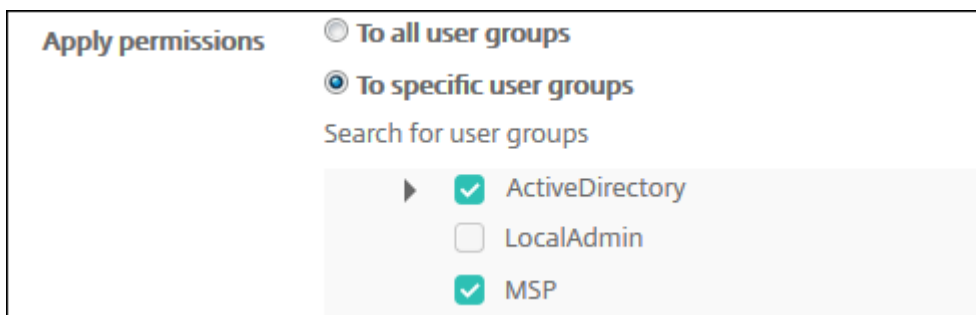 Apply permissions
To all user groups
To specific user groups
Search for user groups
ActiveDirectory
LocalAdmin
MSP